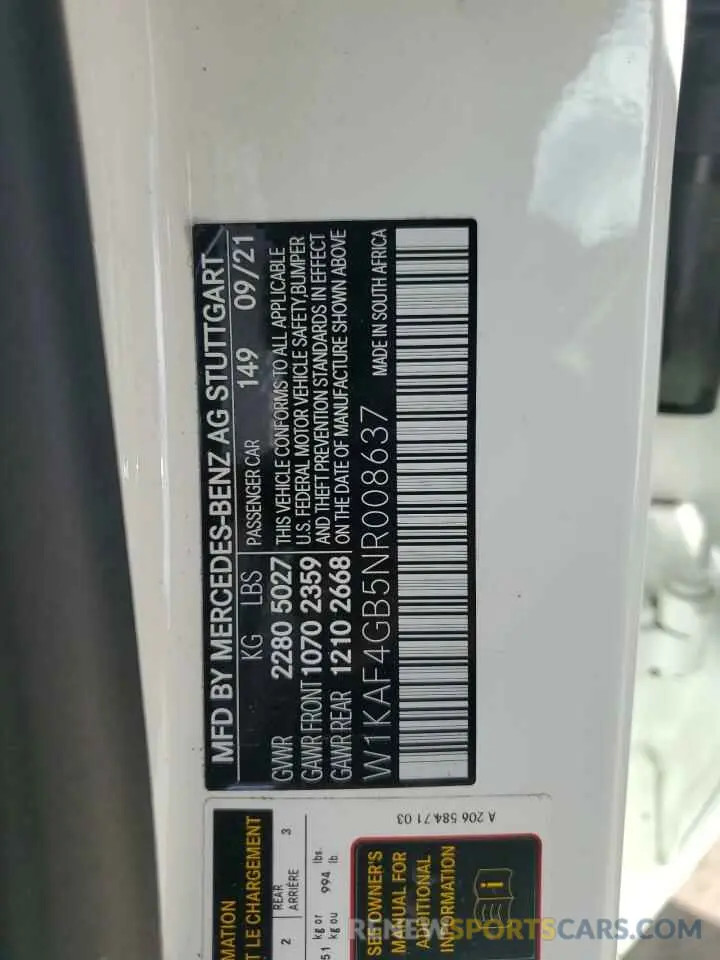 MFD BY MERCEDES-BENZ AG STUTTGART
KG LBS PASSENGER CAR 149 09/21
GWR 2280 5027
GAWR FRONT 1070 2359
GAWR REAR 1210 2668
THIS VEHICLE CONFORMS TO ALL APPLICABLE
U.S. FEDERAL MOTOR VEHICLE SAFETY,BUMPER
AND THEFT PREVENTION STANDARDS IN EFFECT
ON THE DATE OF MANUFACTURE SHOWN ABOVE
W1KAF4GB5NR008637 MADE IN SOUTH AFRICA
A 206 584 71 03
MATION
T LE CHARGEMENT
2 REAR 3
ARRIÈRE
51 kg or 994 lbs.
kg ou lb
SEE OWNER'S
MANUAL FOR
ADDITIONAL
INFORMATION
RENEWSPORTSCARS.COM